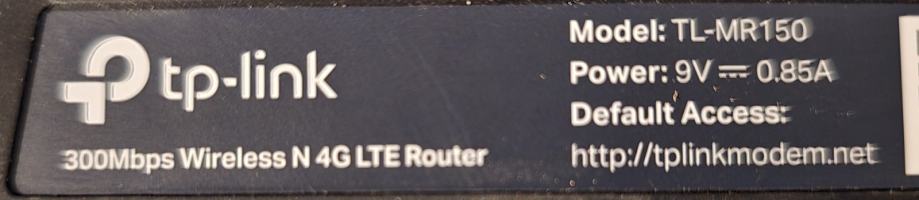 tp-link
300Mbps Wireless N 4G LTE Router
Model: TL-MR150
Power: 9V ⎓ 0.85A
Default Access:
http://tplinkmodem.net